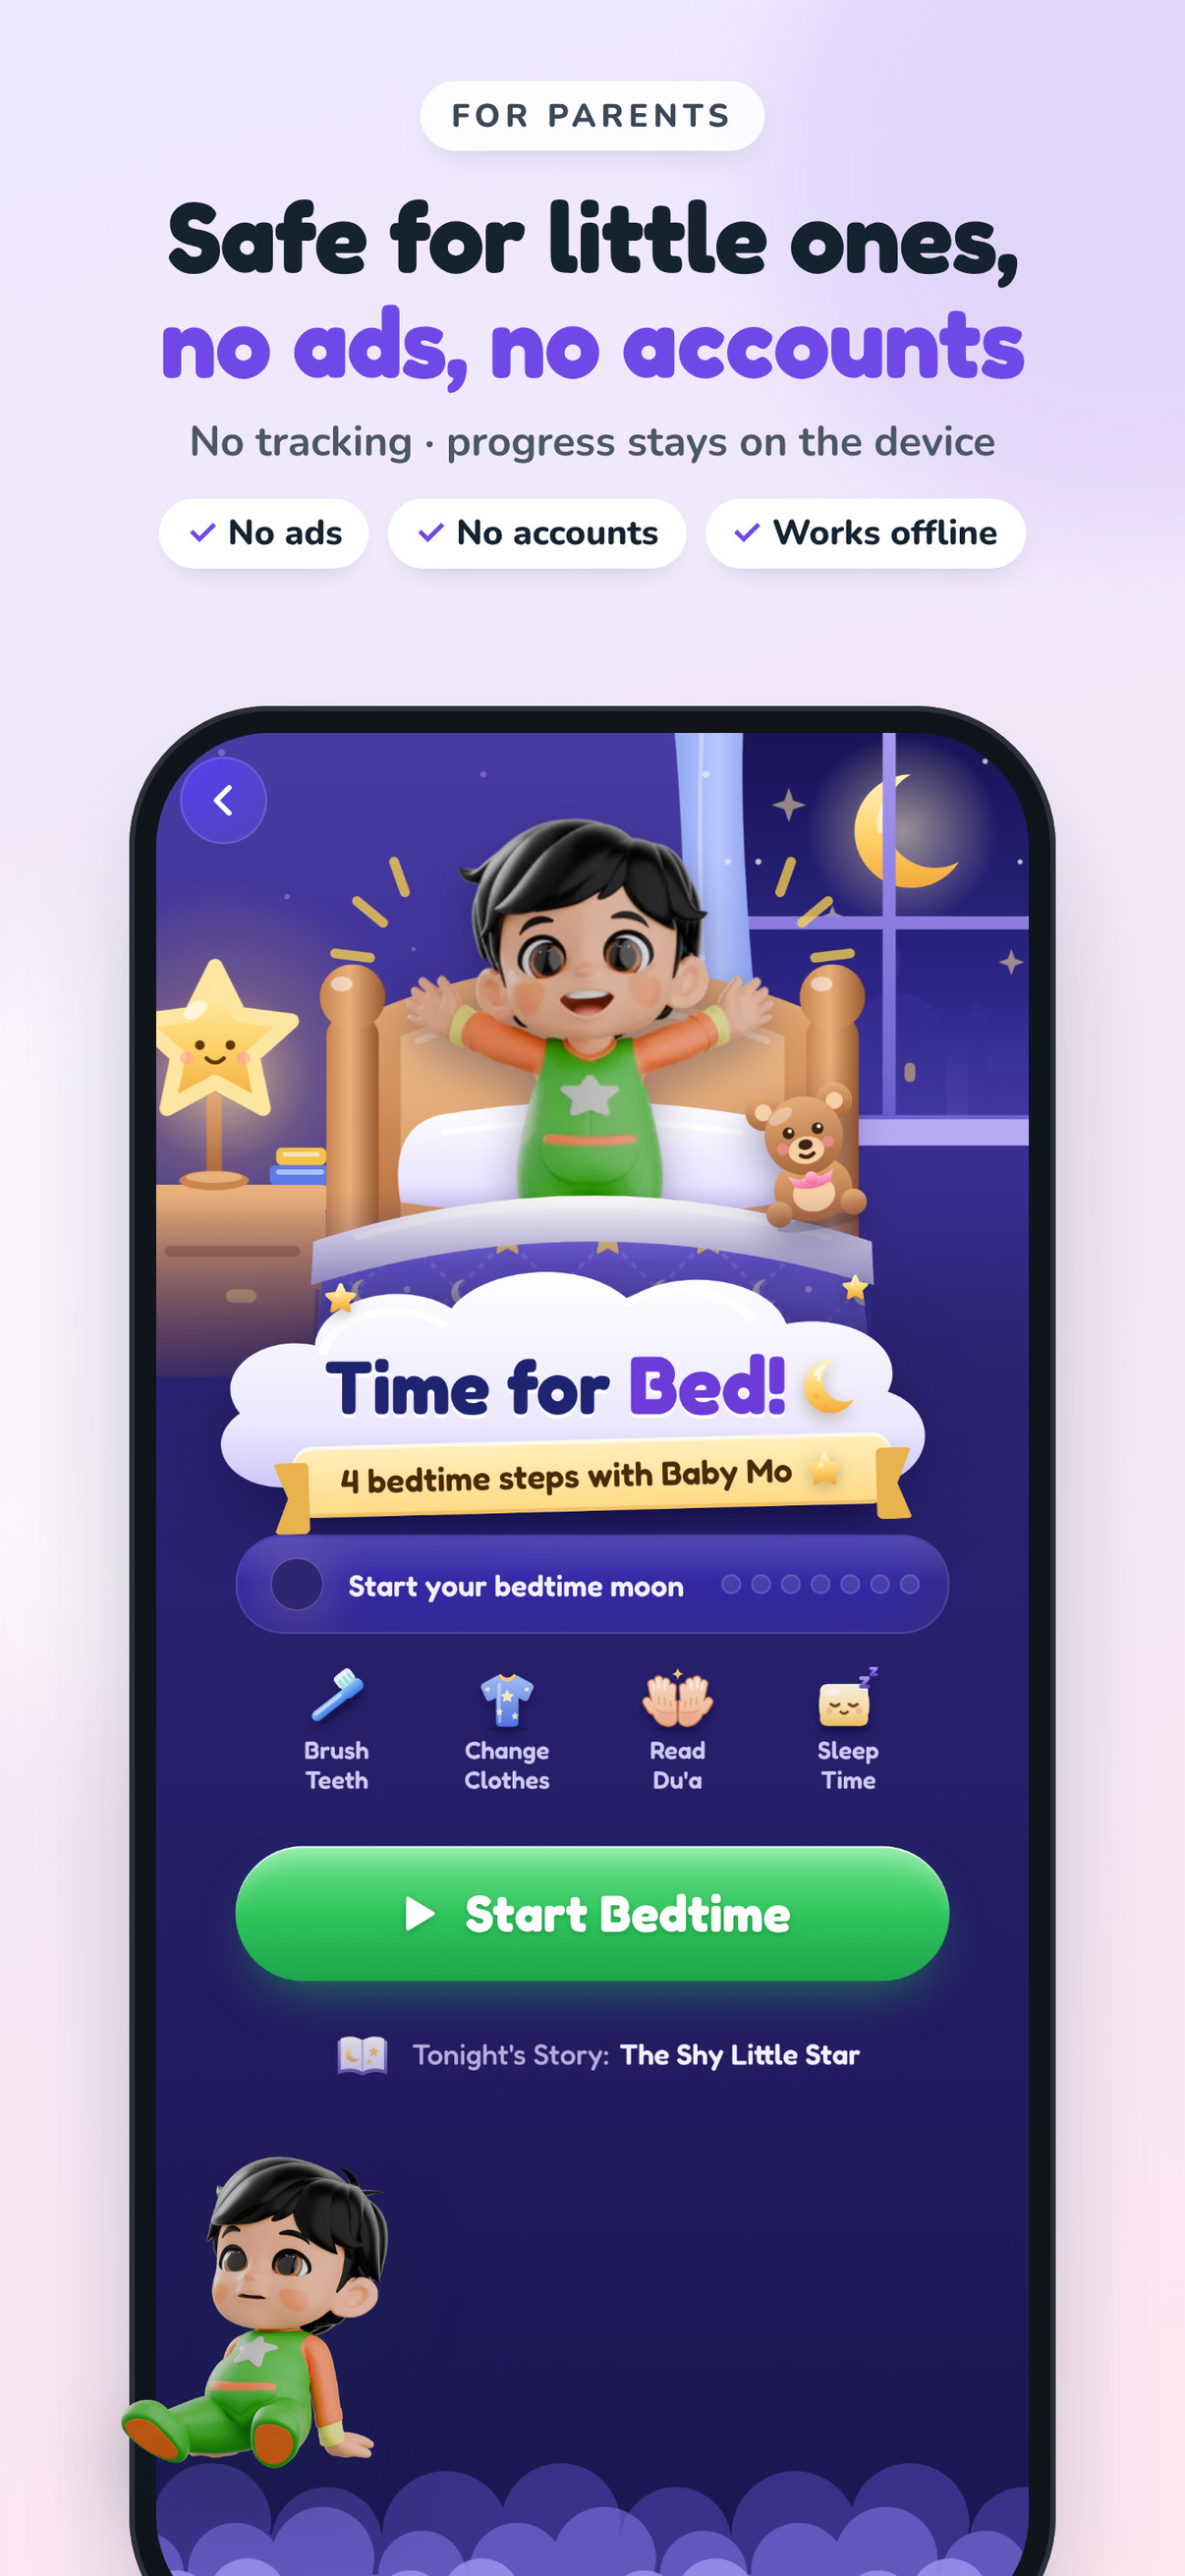 FOR PARENTS
Safe for little ones,
no ads, no accounts
No tracking · progress stays on the device
No ads
No accounts
Works offline
Time for Bed!
4 bedtime steps with Baby Mo
Start your bedtime moon
Brush
Teeth
Change
Clothes
Read
Du'a
Sleep
Time
Start Bedtime
Tonight's Story: The Shy Little Star